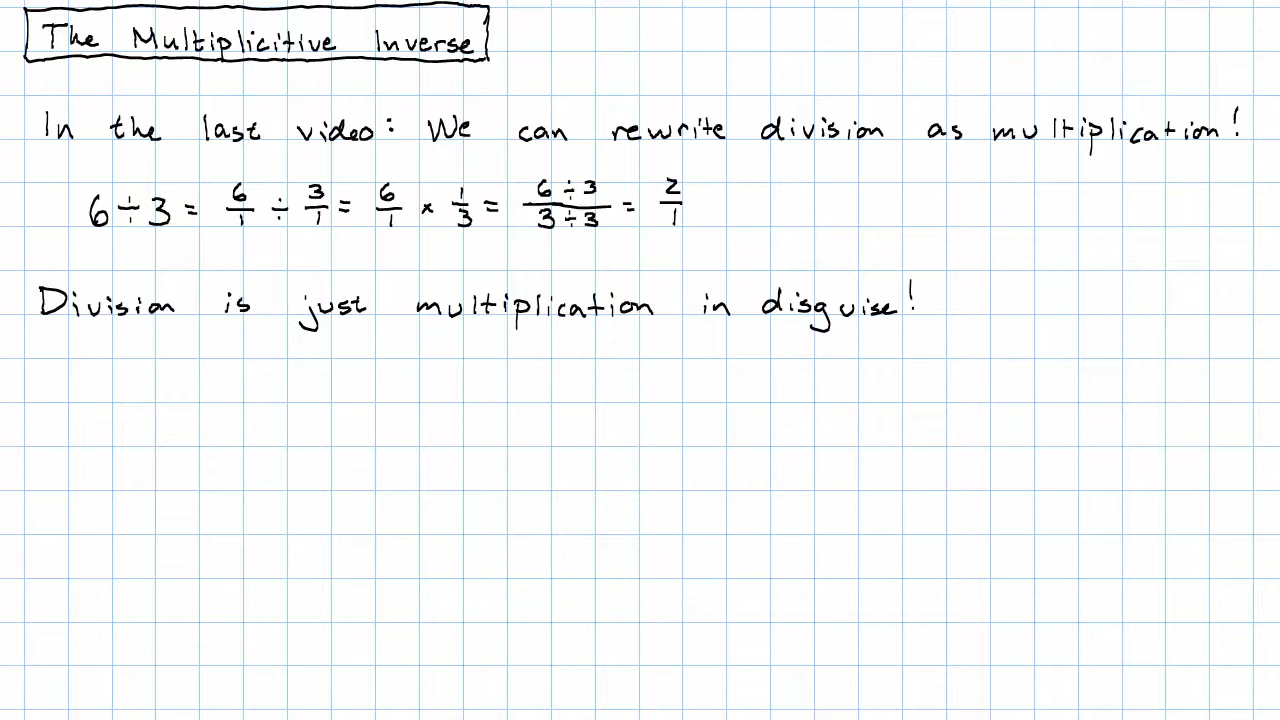 The Multiplicitive Inverse
In the last video: We can rewrite division as multiplication!
6 ÷ 3 = 6/1 ÷ 3/1 = 6/1 × 1/3 = (6 ÷ 3)/(3 ÷ 3) = 2/1
Division is just multiplication in disguise!